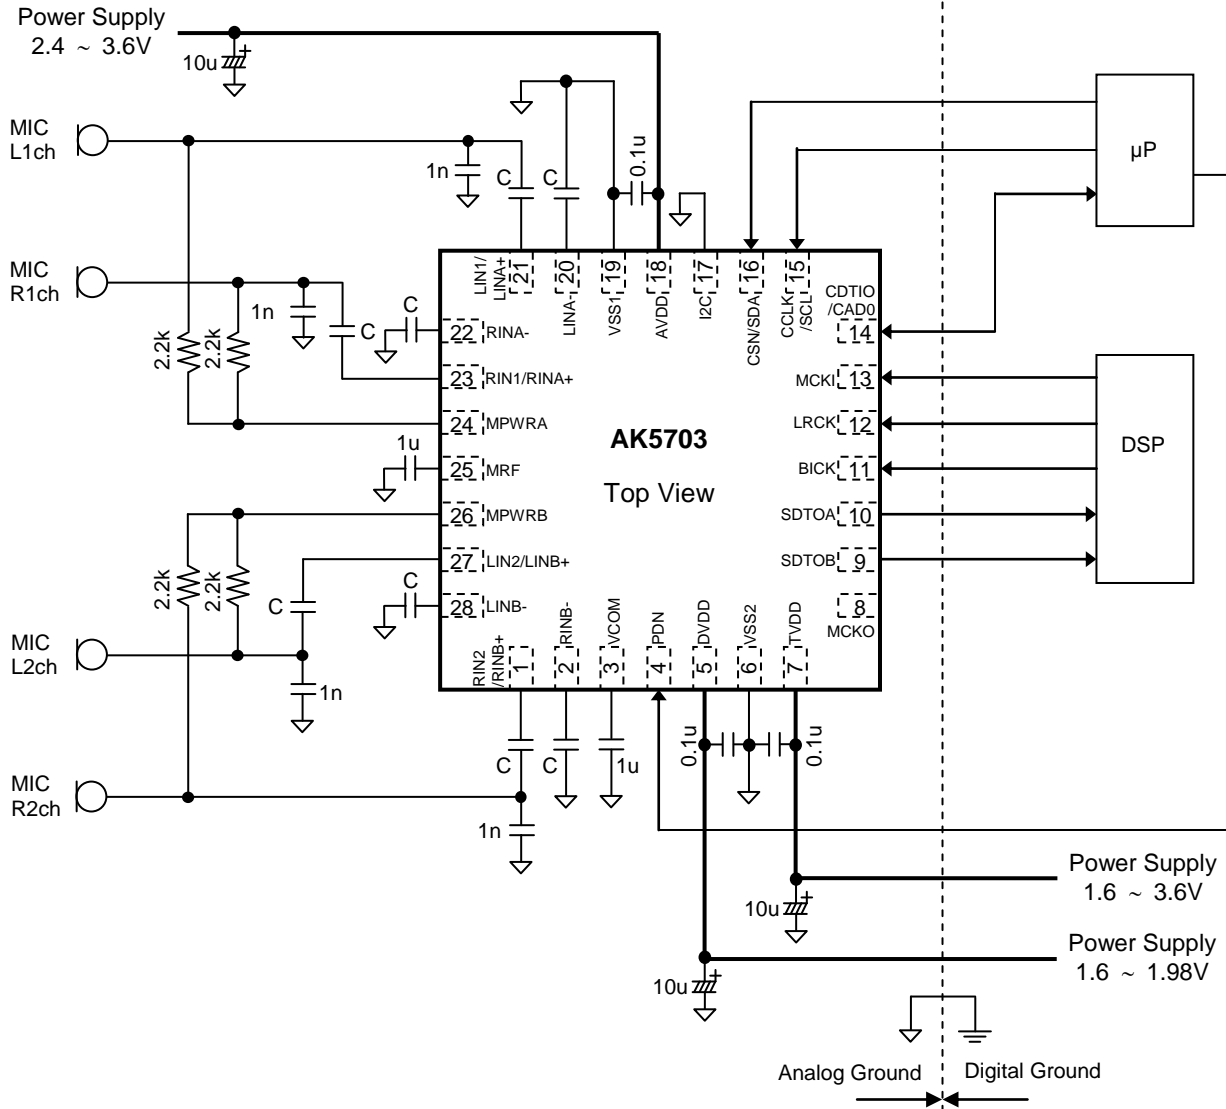 Power Supply
2.4 ~ 3.6V
10u
+
MIC
L1ch
1n
C
C
0.1u
µP
MIC
R1ch
1n
C
C
2.2k
2.2k
LIN1/
LINA+
21
20
LINA-
19
VSS1
18
AVDD
17
I2C
16
CSN/SDA
15
CCLK
/SCL
CDTIO
/CAD0
14
22
RINA-
23
RIN1/RINA+
24
MPWRA
1u
25
MRF
26
MPWRB
27
LIN2/LINB+
C
28
LINB-
AK5703
Top View
MCKI
13
LRCK
12
BICK
11
SDTOA
10
SDTOB
9
8
MCKO
DSP
2.2k
2.2k
C
MIC
L2ch
1n
RIN2
/RINB+
1
RINB-
2
VCOM
3
PDN
4
DVDD
5
VSS2
6
TVDD
7
C
C
1u
0.1u
0.1u
MIC
R2ch
1n
Power Supply
1.6 ~ 3.6V
10u
+
Power Supply
1.6 ~ 1.98V
10u
+
Analog Ground
Digital Ground